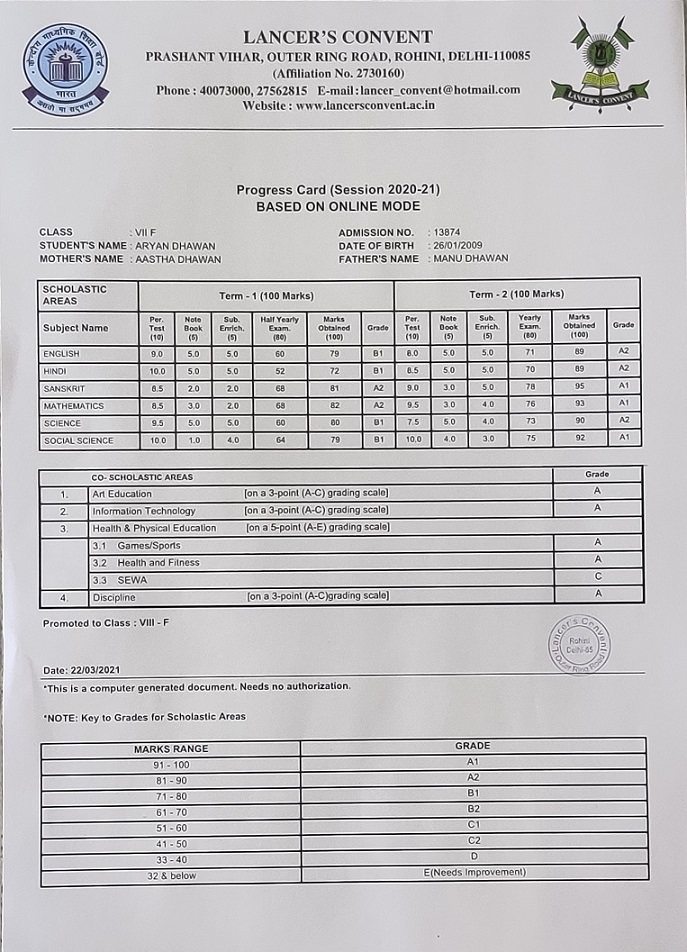 केन्द्रीय माध्यमिक शिक्षा बोर्ड
भारत
असतो मा सद्गमय
LANCER'S CONVENT
PRASHANT VIHAR, OUTER RING ROAD, ROHINI, DELHI-110085
(Affiliation No. 2730160)
Phone : 40073000, 27562815 E-mail:lancer_convent@hotmail.com
Website : www.lancersconvent.ac.in
LANCER'S CONVENT
Progress Card (Session 2020-21)
BASED ON ONLINE MODE
CLASS : VII F ADMISSION NO. : 13874
STUDENT'S NAME : ARYAN DHAWAN DATE OF BIRTH : 26/01/2009
MOTHER'S NAME : AASTHA DHAWAN FATHER'S NAME : MANU DHAWAN
SCHOLASTIC AREAS Term - 1 (100 Marks) Term - 2 (100 Marks)
Subject Name Per. Test (10) Note Book (5) Sub. Enrich. (5) Half Yearly Exam. (80) Marks Obtained (100) Grade Per. Test (10) Note Book (5) Sub. Enrich. (5) Yearly Exam. (80) Marks Obtained (100) Grade
ENGLISH 9.0 5.0 5.0 60 79 B1 8.0 5.0 5.0 71 89 A2
HINDI 10.0 5.0 5.0 52 72 B1 8.5 5.0 5.0 70 89 A2
SANSKRIT 8.5 2.0 2.0 68 81 A2 9.0 3.0 5.0 78 95 A1
MATHEMATICS 8.5 3.0 2.0 68 82 A2 9.5 3.0 4.0 76 93 A1
SCIENCE 9.5 5.0 5.0 60 80 B1 7.5 5.0 4.0 73 90 A2
SOCIAL SCIENCE 10.0 1.0 4.0 64 79 B1 10.0 4.0 3.0 75 92 A1
CO- SCHOLASTIC AREAS Grade
1. Art Education [on a 3-point (A-C) grading scale] A
2. Information Technology [on a 3-point (A-C) grading scale] A
3. Health & Physical Education [on a 5-point (A-E) grading scale]
3.1 Games/Sports A
3.2 Health and Fitness A
3.3 SEWA C
4. Discipline [on a 3-point (A-C)grading scale] A
Promoted to Class : VIII - F
Lancer's Convent
Rohini
Delhi-85
Outer Ring Road
Date: 22/03/2021
*This is a computer generated document. Needs no authorization.
*NOTE: Key to Grades for Scholastic Areas
MARKS RANGE GRADE
91 - 100 A1
81 - 90 A2
71 - 80 B1
61 - 70 B2
51 - 60 C1
41 - 50 C2
33 - 40 D
32 & below E(Needs Improvement)